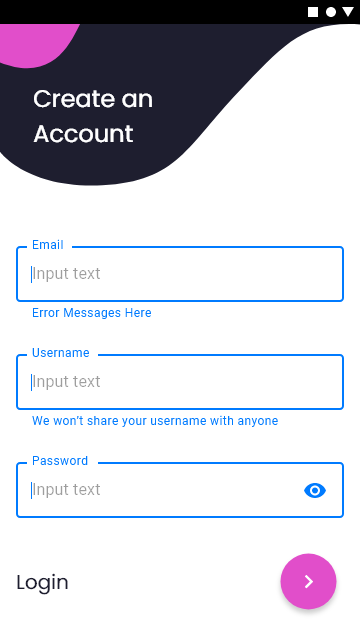 Create an
Account
Email
Input text
Error Messages Here
Username
Input text
We won't share your username with anyone
Password
Input text
Login